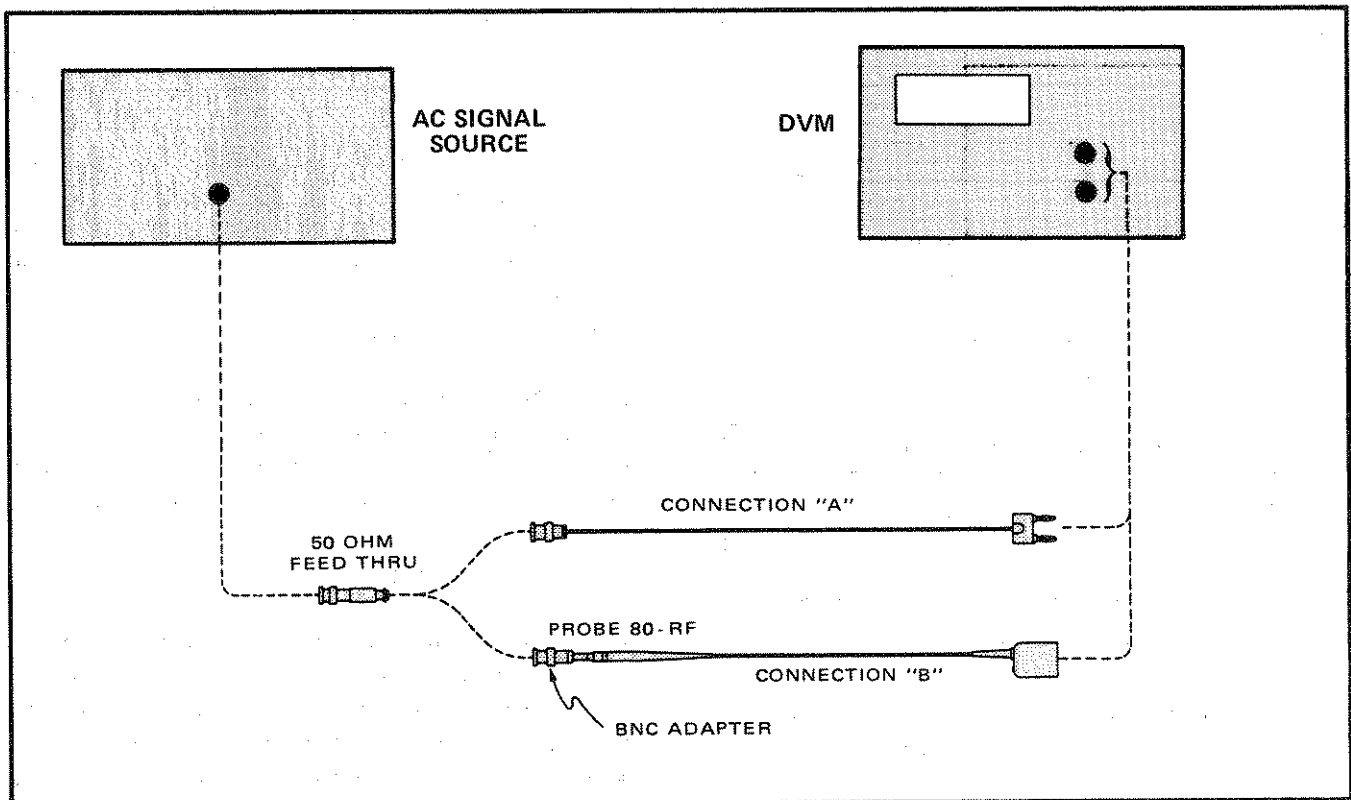 AC SIGNAL
SOURCE
DVM
CONNECTION "A"
50 OHM
FEED THRU
PROBE 80-RF
CONNECTION "B"
BNC ADAPTER